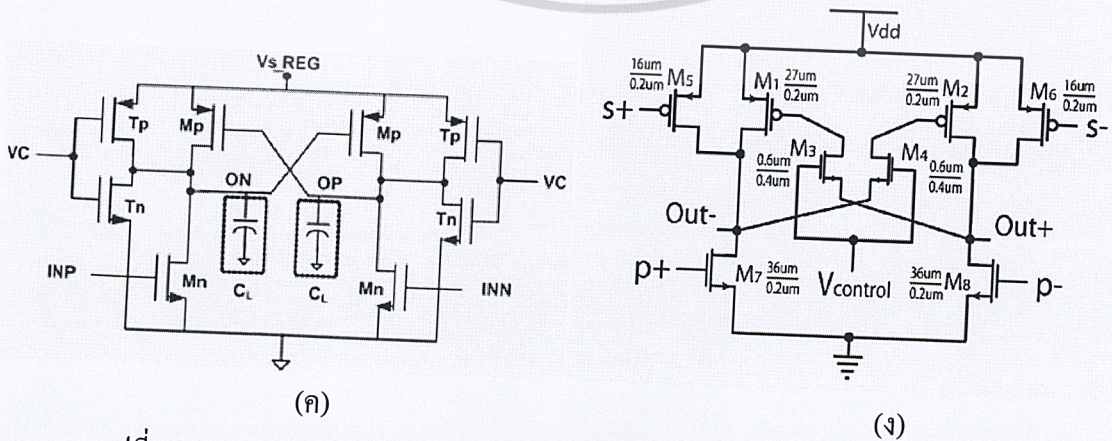 Vs_REG
Tp
Mp
Mp
Tp
VC
VC
ON
OP
Tn
Tn
INP
Mn
CL
CL
Mn
INN
(ค)
Vdd
16um
0.2um
M5
M1
27um
0.2um
27um
0.2um
M2
M6
16um
0.2um
s+
s-
M3
0.6um
0.4um
M4
0.6um
0.4um
Out-
Out+
p+
M7
36um
0.2um
Vcontrol
36um
0.2um
M8
p-
(ง)